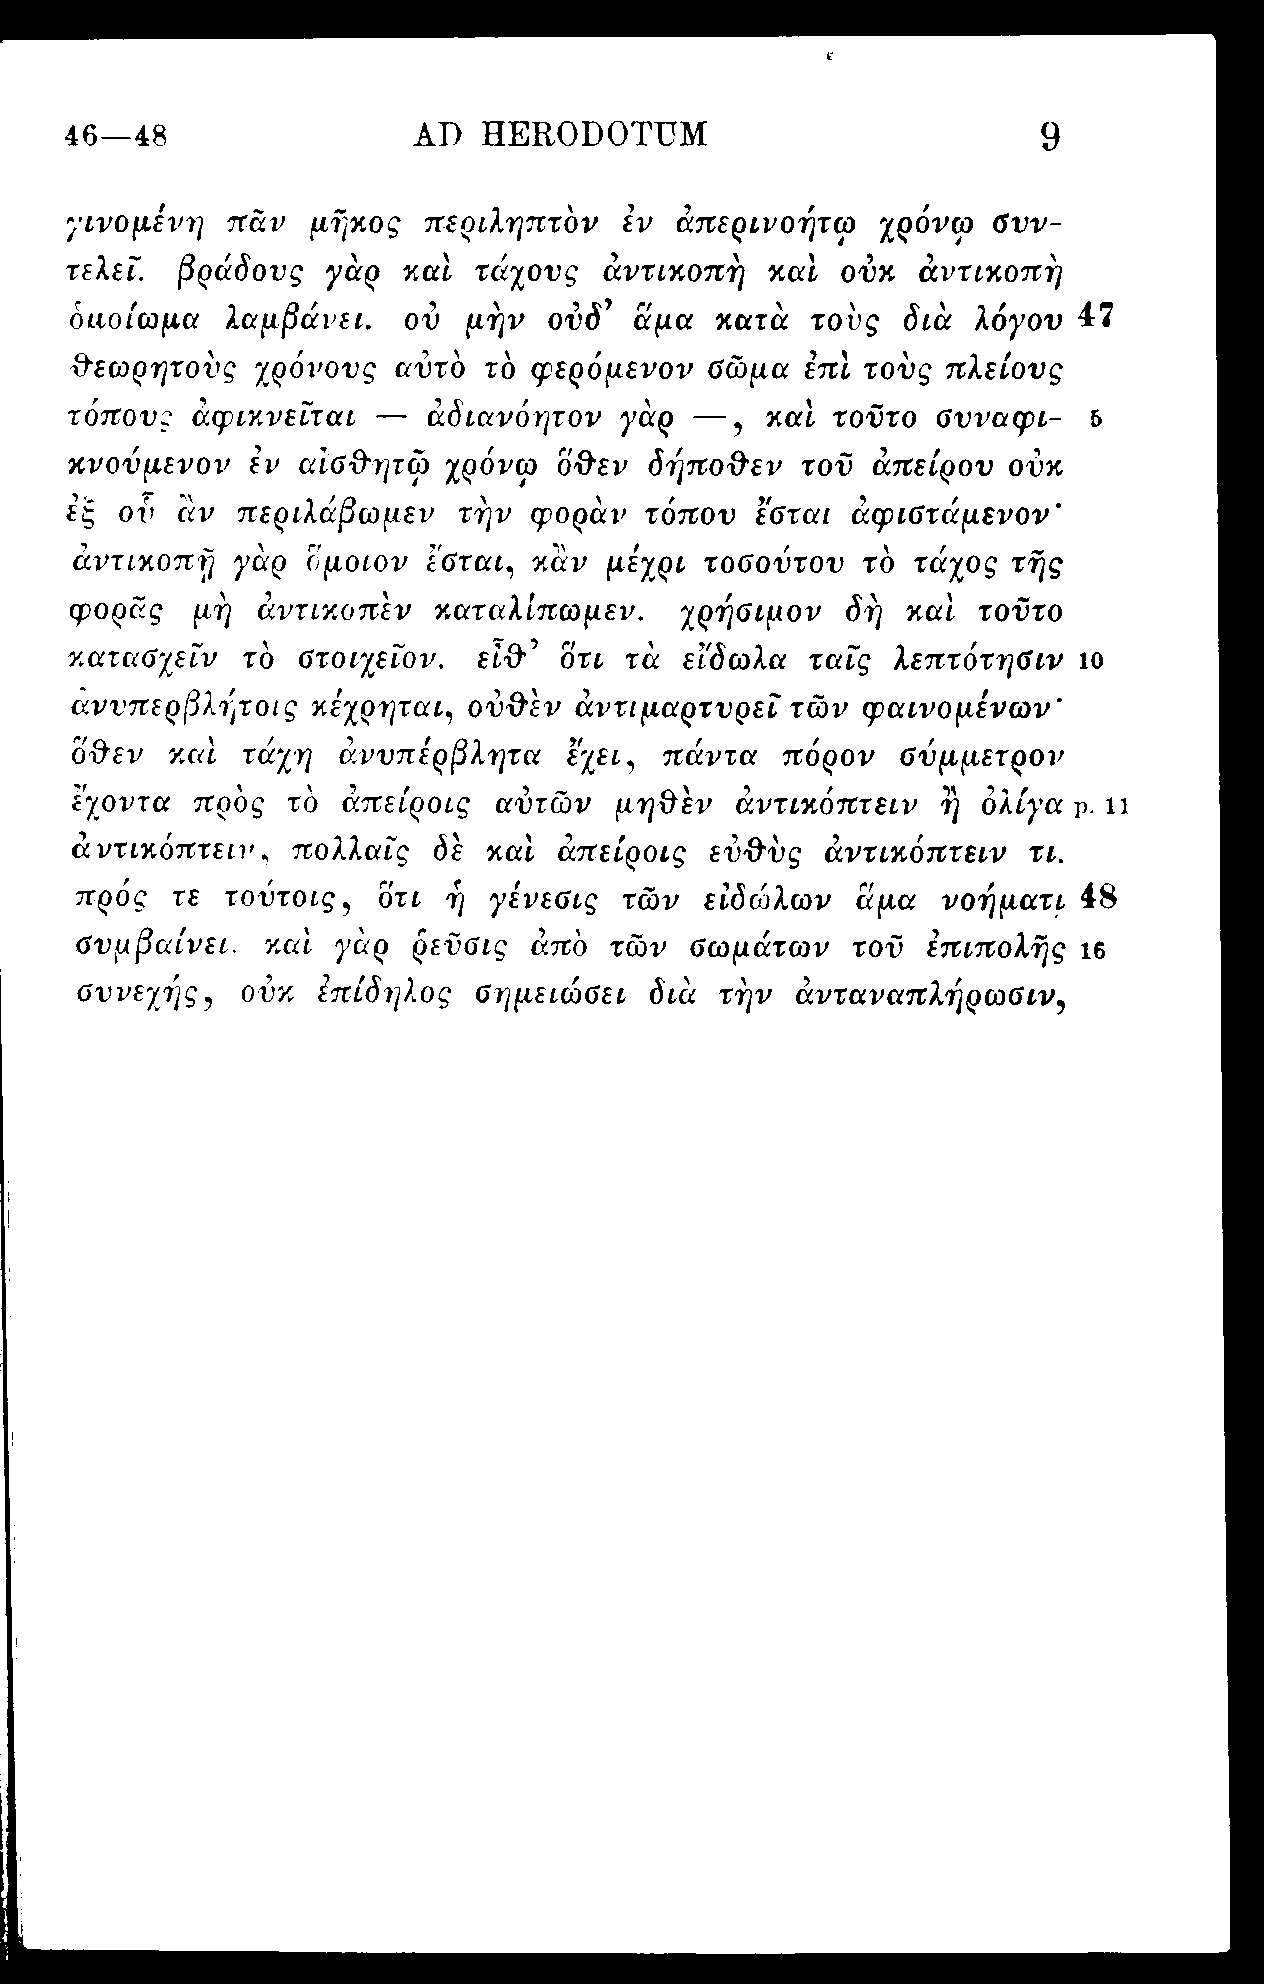 46—48 AD HERODOTUM 9
γινομένη πᾶν μῆκος περιληπτὸν ἐν ἀπερινοήτῳ χρόνῳ συν-
τελεῖ. βράδους γὰρ καὶ τάχους ἀντικοπὴ καὶ οὐκ ἀντικοπὴ
ὁμοίωμα λαμβάνει. οὐ μὴν οὐδ’ ἅμα κατὰ τοὺς διὰ λόγου 47
θεωρητοὺς χρόνους αὐτὸ τὸ φερόμενον σῶμα ἐπὶ τοὺς πλείους
τόπους ἀφικνεῖται — ἀδιανόητον γὰρ —, καὶ τοῦτο συναφι- 5
κνούμενον ἐν αἰσθητῷ χρόνῳ ὅθεν δήποθεν τοῦ ἀπείρου οὐκ
ἐξ οὗ ἂν περιλάβωμεν τὴν φορὰν τόπου ἔσται ἀφιστάμενον·
ἀντικοπῇ γὰρ ὅμοιον ἔσται, κἂν μέχρι τοσούτου τὸ τάχος τῆς
φορᾶς μὴ ἀντικοπὲν καταλίπωμεν. χρήσιμον δὴ καὶ τοῦτο
κατασχεῖν τὸ στοιχεῖον. εἶθ’ ὅτι τὰ εἴδωλα ταῖς λεπτότησιν 10
ἀνυπερβλήτοις κέχρηται, οὐθὲν ἀντιμαρτυρεῖ τῶν φαινομένων·
ὅθεν καὶ τάχη ἀνυπέρβλητα ἔχει, πάντα πόρον σύμμετρον
ἔχοντα πρὸς τὸ ἀπείροις αὐτῶν μηθὲν ἀντικόπτειν ἢ ὀλίγα p. 11
ἀντικόπτειν, πολλαῖς δὲ καὶ ἀπείροις εὐθὺς ἀντικόπτειν τι.
πρός τε τούτοις, ὅτι ἡ γένεσις τῶν εἰδώλων ἅμα νοήματι 48
συμβαίνει. καὶ γὰρ ῥεῦσις ἀπὸ τῶν σωμάτων τοῦ ἐπιπολῆς 16
συνεχής, οὐκ ἐπίδηλος σημειώσει διὰ τὴν ἀνταναπλήρωσιν,